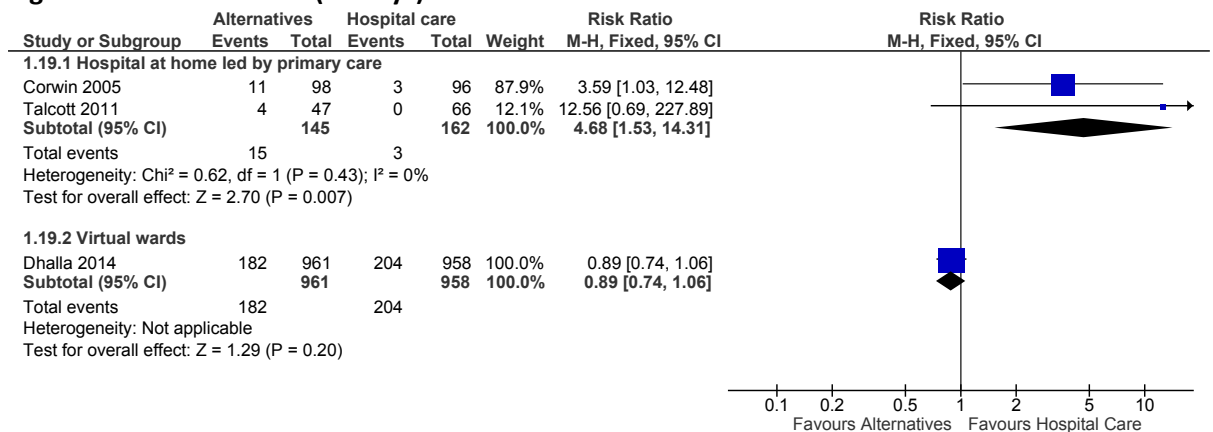 Alternatives Hospital care Risk Ratio Risk Ratio
Study or Subgroup Events Total Events Total Weight M-H, Fixed, 95% CI M-H, Fixed, 95% CI
1.19.1 Hospital at home led by primary care
Corwin 2005 11 98 3 96 87.9% 3.59 [1.03, 12.48]
Talcott 2011 4 47 0 66 12.1% 12.56 [0.69, 227.89]
Subtotal (95% CI) 145 162 100.0% 4.68 [1.53, 14.31]
Total events 15 3
Heterogeneity: Chi² = 0.62, df = 1 (P = 0.43); I² = 0%
Test for overall effect: Z = 2.70 (P = 0.007)
1.19.2 Virtual wards
Dhalla 2014 182 961 204 958 100.0% 0.89 [0.74, 1.06]
Subtotal (95% CI) 961 958 100.0% 0.89 [0.74, 1.06]
Total events 182 204
Heterogeneity: Not applicable
Test for overall effect: Z = 1.29 (P = 0.20)
0.1 0.2 0.5 1 2 5 10
Favours Alternatives Favours Hospital Care